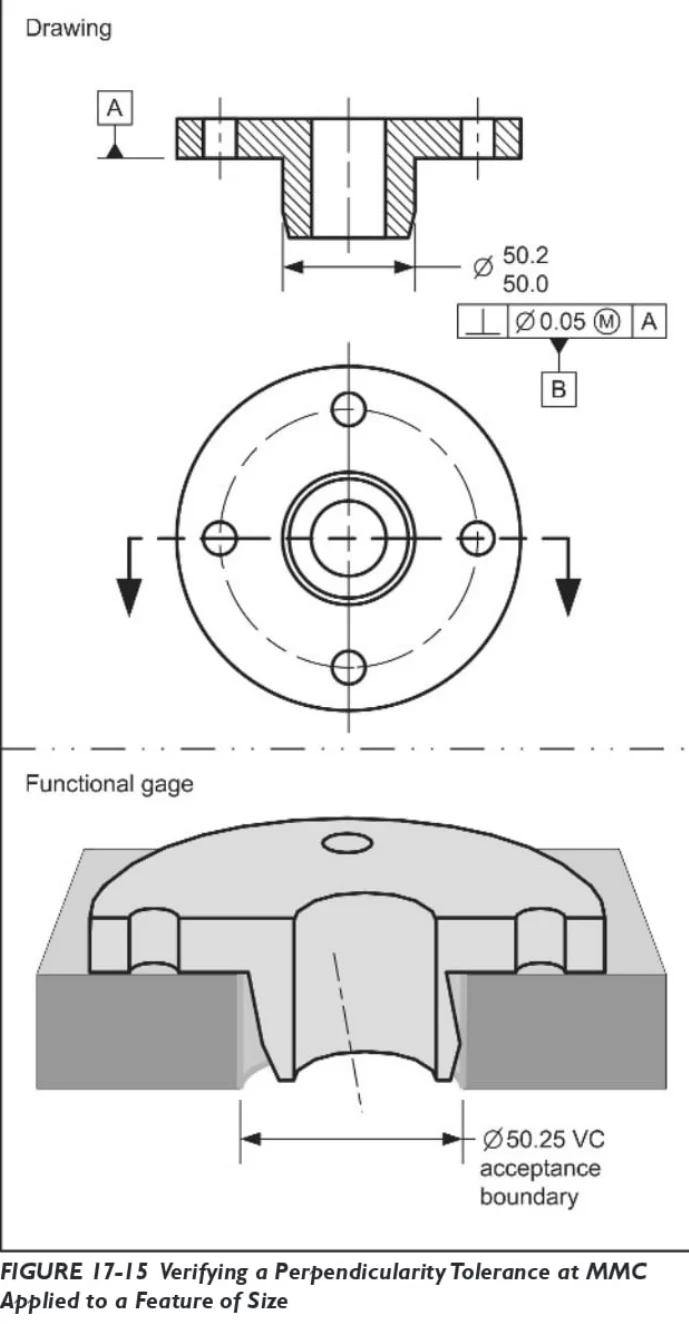 Drawing
A
⌀ 50.2
50.0
⊥ ⌀0.05 Ⓜ A
B
Functional gage
⌀50.25 VC
acceptance
boundary
FIGURE 17-15 Verifying a Perpendicularity Tolerance at MMC
Applied to a Feature of Size